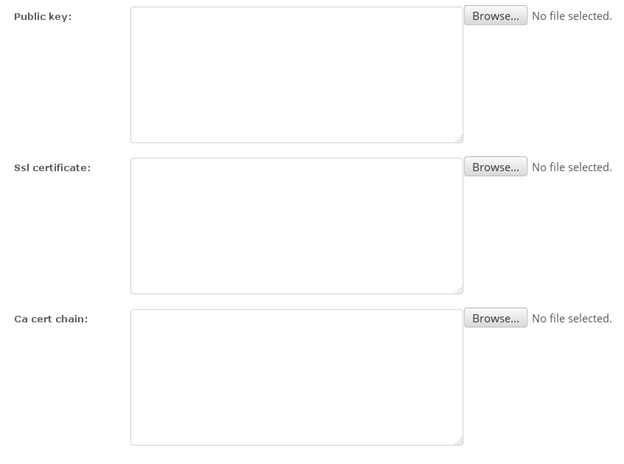 Public key: Browse... No file selected.
Ssl certificate: Browse... No file selected.
Ca cert chain: Browse... No file selected.